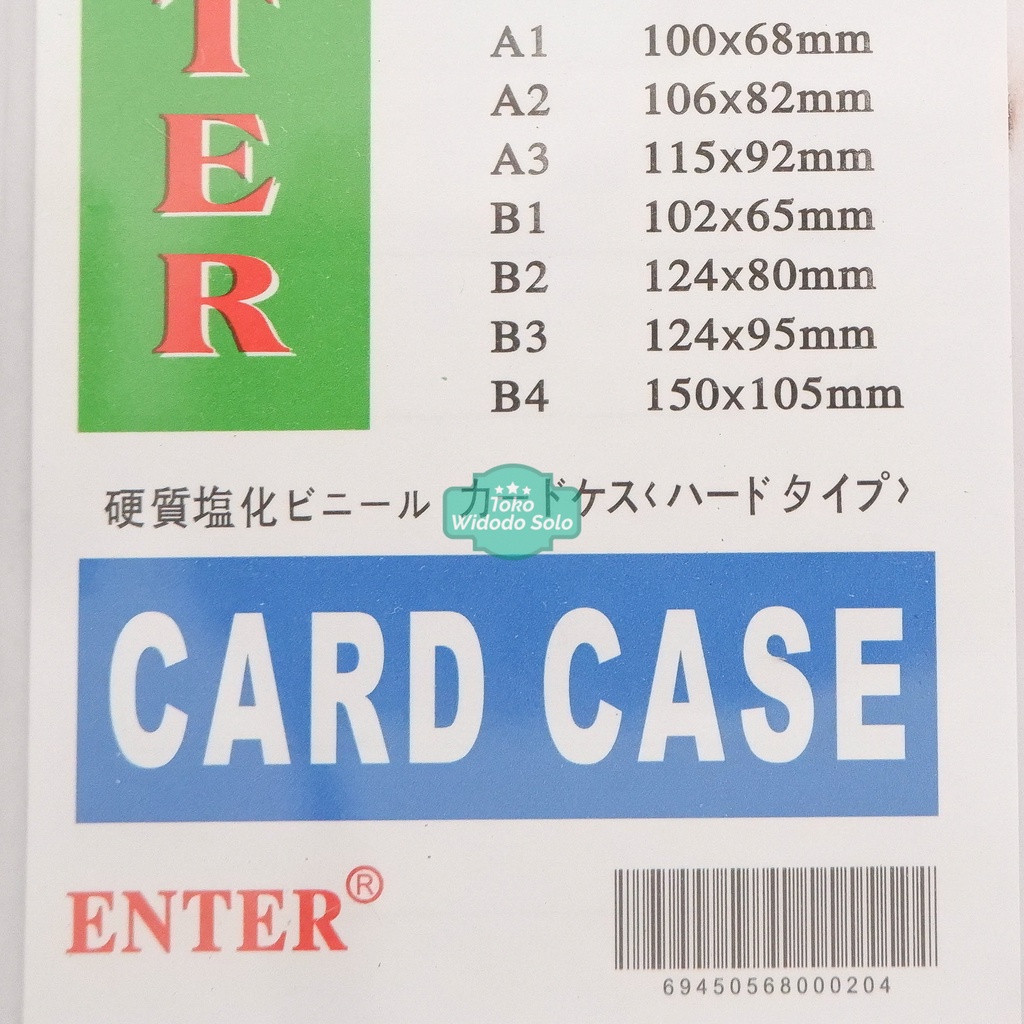 TER
A1 100x68mm
A2 106x82mm
A3 115x92mm
B1 102x65mm
B2 124x80mm
B3 124x95mm
B4 150x105mm
硬質塩化ビニール カードケス〈ハードタイプ〉
Toko
Widodo Solo
CARD CASE
ENTER®
69450568000204